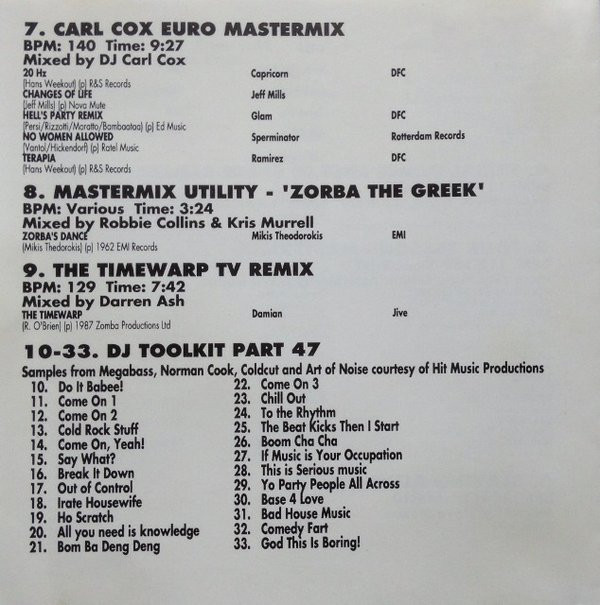 7. CARL COX EURO MASTERMIX
BPM: 140 Time: 9:27
Mixed by DJ Carl Cox
20 Hz Capricorn DFC
(Hans Weekout) (p) R&S Records
CHANGES OF LIFE Jeff Mills
(Jeff Mills) (p) Nova Mute
HELL'S PARTY REMIX Glam DFC
(Persi/Rizzotti/Moratto/Bambaataa) (p) Ed Music
NO WOMEN ALLOWED Sperminator Rotterdam Records
(Vantol/Hickendorf) (p) Ratel Music
TERAPIA Ramirez DFC
(Hans Weekout) (p) R&S Records
8. MASTERMIX UTILITY - 'ZORBA THE GREEK'
BPM: Various Time: 3:24
Mixed by Robbie Collins & Kris Murrell
ZORBA'S DANCE Mikis Theodorokis EMI
(Mikis Thedorokis) (p) 1962 EMI Records
9. THE TIMEWARP TV REMIX
BPM: 129 Time: 7:42
Mixed by Darren Ash
THE TIMEWARP Damian Jive
(R. O'Brien) (p) 1987 Zomba Productions Ltd
10-33. DJ TOOLKIT PART 47
Samples from Megabass, Norman Cook, Coldcut and Art of Noise courtesy of Hit Music Productions
10. Do It Babee!
11. Come On 1
12. Come On 2
13. Cold Rock Stuff
14. Come On, Yeah!
15. Say What?
16. Break It Down
17. Out of Control
18. Irate Housewife
19. Ho Scratch
20. All you need is knowledge
21. Bom Ba Deng Deng
22. Come On 3
23. Chill Out
24. To the Rhythm
25. The Beat Kicks Then I Start
26. Boom Cha Cha
27. If Music is Your Occupation
28. This is Serious music
29. Yo Party People All Across
30. Base 4 Love
31. Bad House Music
32. Comedy Fart
33. God This Is Boring!